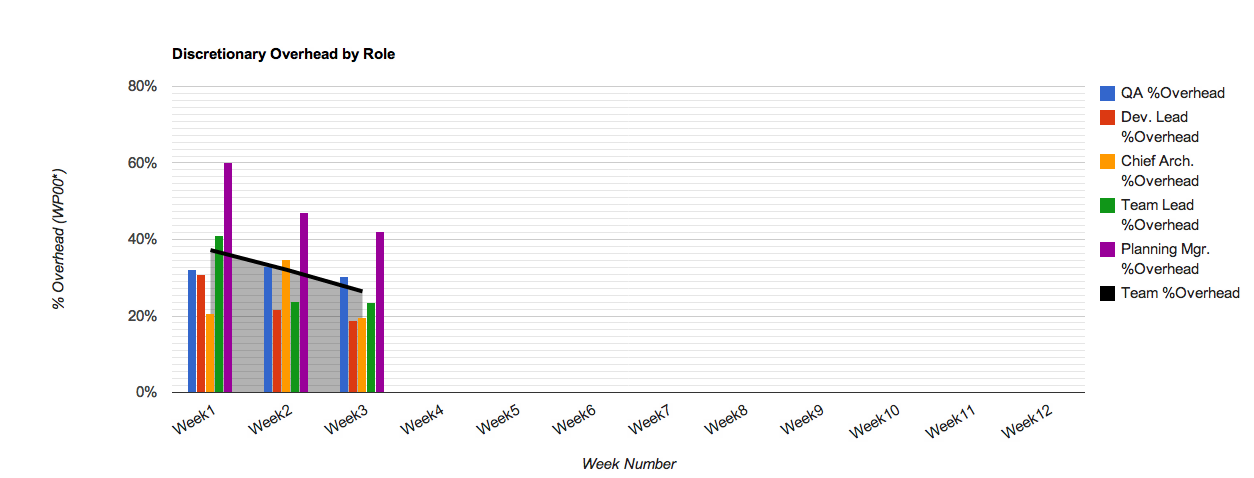 Discretionary Overhead by Role
80%
60%
40%
20%
0%
% Overhead (WP00*)
Week1
Week2
Week3
Week4
Week5
Week6
Week7
Week8
Week9
Week10
Week11
Week12
Week Number
QA %Overhead
Dev. Lead
%Overhead
Chief Arch.
%Overhead
Team Lead
%Overhead
Planning Mgr.
%Overhead
Team %Overhead